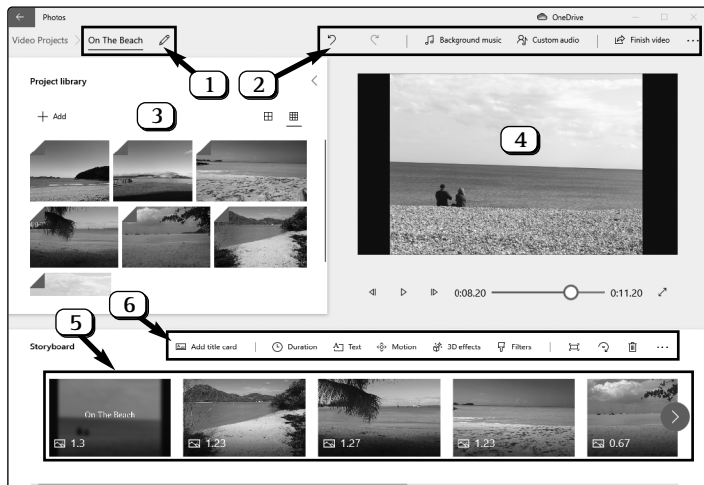 Photos
OneDrive
Video Projects
On The Beach
Background music
Custom audio
Finish video
1
2
Project library
Add
3
4
0:08.20
0:11.20
5
6
Storyboard
Add title card
Duration
Text
Motion
3D effects
Filters
On The Beach
1.3
1.23
1.27
1.23
0.67